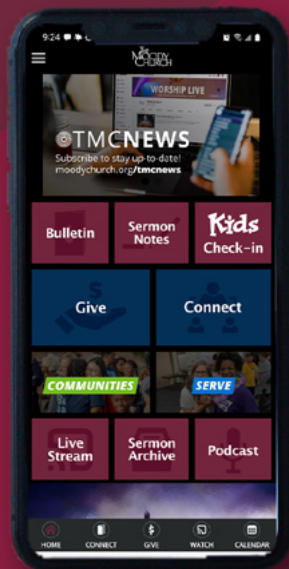 9:24
THE
MOODY
CHURCH
WORSHIP LIVE
TMCNEWS
Subscribe to stay up-to-date!
moodychurch.org/tmcnews
Bulletin
Sermon
Notes
Kids
Check-in
Give
Connect
COMMUNITIES
SERVE
Live
Stream
Sermon
Archive
Podcast
HOME
CONNECT
GIVE
WATCH
CALENDAR